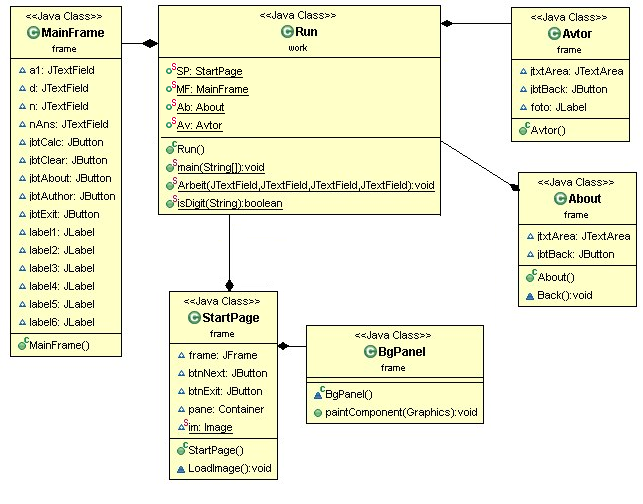 <<Java Class>>
MainFrame
frame
a1: JTextField
d: JTextField
n: JTextField
nAns: JTextField
jbtCalc: JButton
jbtClear: JButton
jbtAbout: JButton
jbtAuthor: JButton
jbtExit: JButton
label1: JLabel
label2: JLabel
label3: JLabel
label4: JLabel
label5: JLabel
label6: JLabel
MainFrame()
<<Java Class>>
Run
work
SP: StartPage
MF: MainFrame
Ab: About
Av: Avtor
Run()
main(String[]):void
Arbeit(JTextField,JTextField,JTextField,JTextField):void
isDigit(String):boolean
<<Java Class>>
Avtor
frame
jtxtArea: JTextArea
jbtBack: JButton
foto: JLabel
Avtor()
<<Java Class>>
About
frame
jtxtArea: JTextArea
jbtBack: JButton
About()
Back():void
<<Java Class>>
StartPage
frame
frame: JFrame
btnNext: JButton
btnExit: JButton
pane: Container
im: Image
StartPage()
LoadImage():void
<<Java Class>>
BgPanel
frame
BgPanel()
paintComponent(Graphics):void